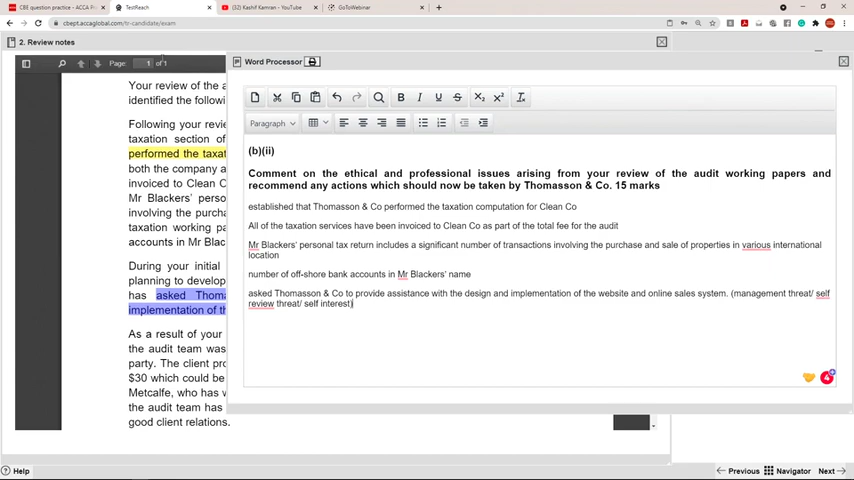 CBE question practice - ACCA Pr
TestReach
(32) Kashif Kamran - YouTube
GoToWebinar
cbept.accaglobal.com/tr-candidate/exam
2. Review notes
Page: 1 of 1
Word Processor
Your review of the a
identified the followi
Following your revie
taxation section of
performed the taxat
both the company a
invoiced to Clean C
Mr Blackers' perso
involving the purcha
taxation working pa
accounts in Mr Blac
During your initial
planning to develop
has asked Thoma
implementation of th
As a result of your
the audit team was
party. The client pro
$30 which could be
Metcalfe, who has w
the audit team has
good client relations.
Paragraph
(b)(ii)
Comment on the ethical and professional issues arising from your review of the audit working papers and
recommend any actions which should now be taken by Thomasson & Co. 15 marks
established that Thomasson & Co performed the taxation computation for Clean Co
All of the taxation services have been invoiced to Clean Co as part of the total fee for the audit
Mr Blackers' personal tax return includes a significant number of transactions involving the purchase and sale of properties in various international
location
number of off-shore bank accounts in Mr Blackers' name
asked Thomasson & Co to provide assistance with the design and implementation of the website and online sales system. (management threat/ self
review threat/ self interest)
Help
Previous
Navigator
Next